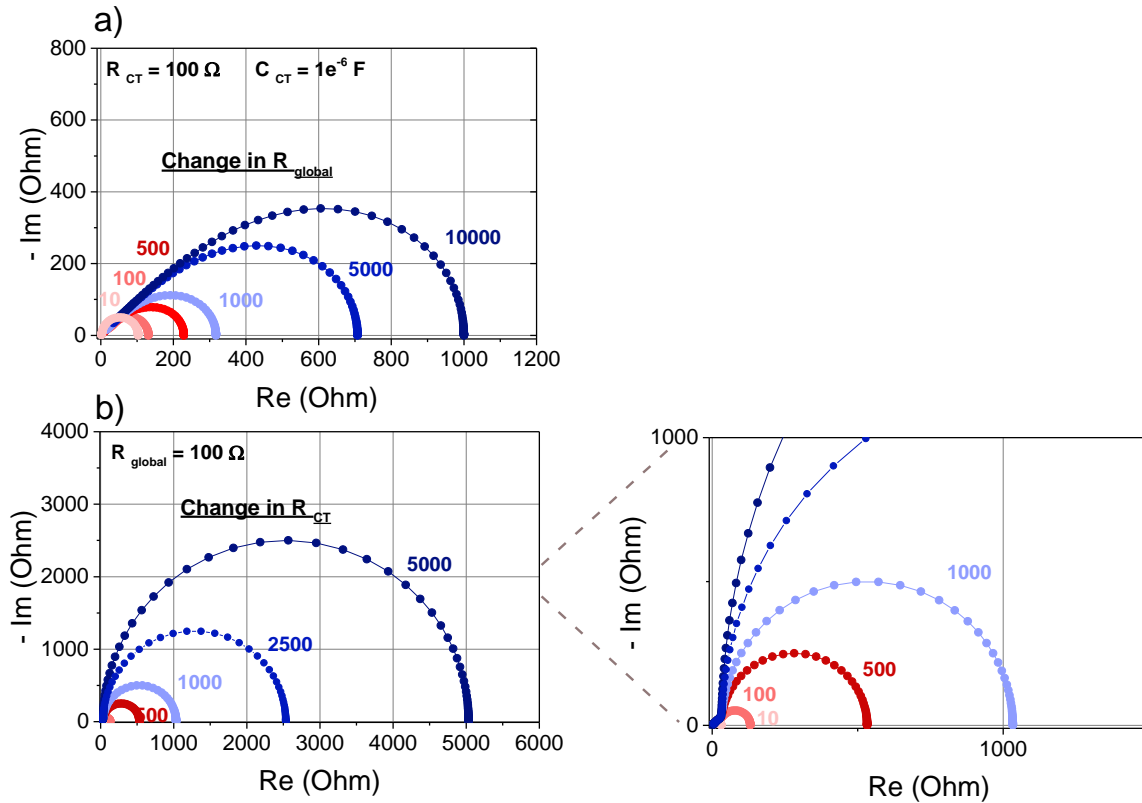 a)
800
600
400
200
0
- Im (Ohm)
R CT = 100 Ω C CT = 1e-6 F
Change in R global
10
100
500
1000
5000
10000
0 200 400 600 800 1000 1200
Re (Ohm)
b)
4000
3000
2000
1000
0
- Im (Ohm)
R global = 100 Ω
Change in R CT
500
1000
2500
5000
0 1000 2000 3000 4000 5000 6000
Re (Ohm)
1000
0
- Im (Ohm)
1000
500
100
10
0 1000
Re (Ohm)